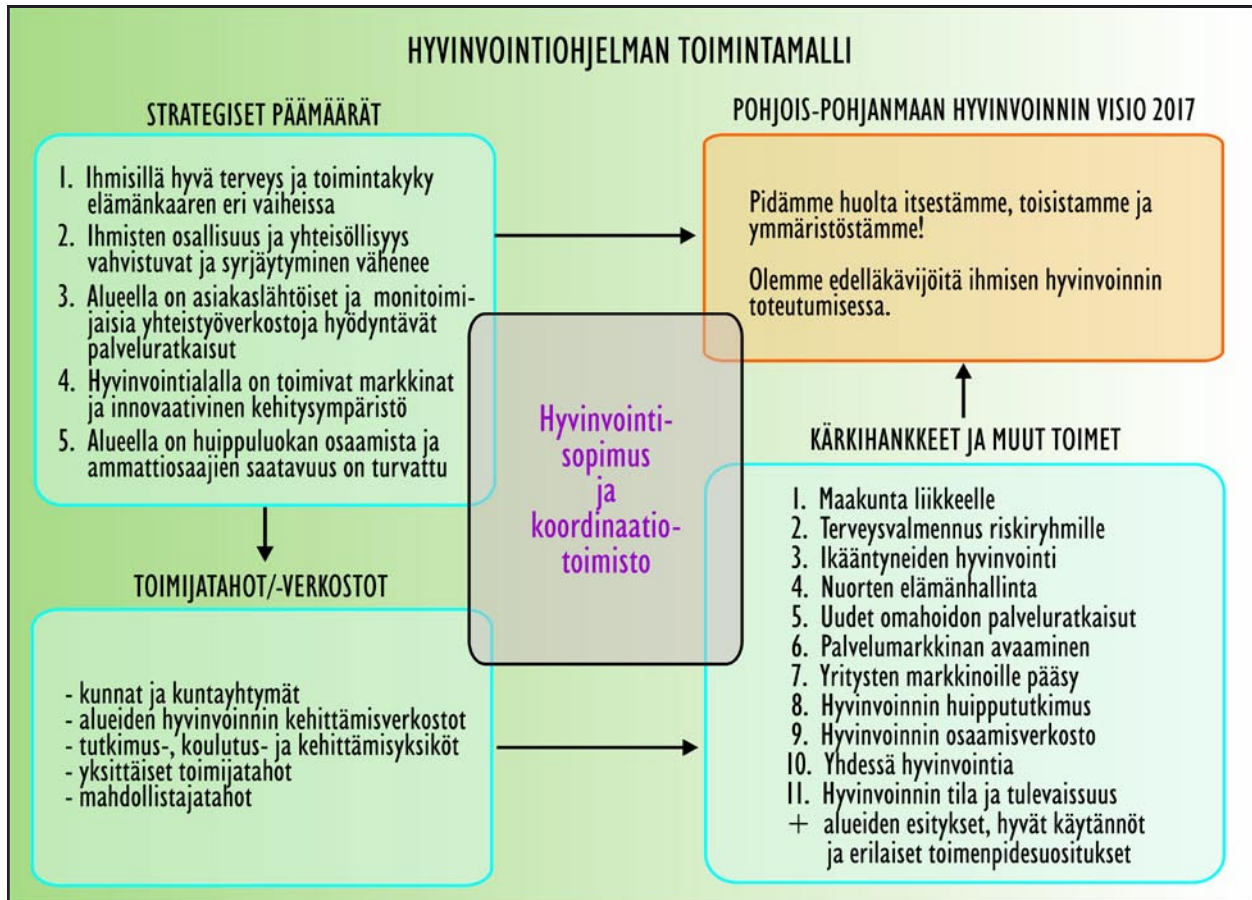 HYVINVOINTIOHJELMAN TOIMINTAMALLI
STRATEGISET PÄÄMÄÄRÄT
1. Ihmisillä hyvä terveys ja toimintakyky
elämänkaaren eri vaiheissa
2. Ihmisten osallisuus ja yhteisöllisyys
vahvistuvat ja syrjäytyminen vähenee
3. Alueella on asiakaslähtöiset ja monitoimi-
jaisia yhteistyöverkostoja hyödyntävät
palveluratkaisut
4. Hyvinvointialalla on toimivat markkinat
ja innovaativinen kehitysympäristö
5. Alueella on huippuluokan osaamista ja
ammattiosaajien saatavuus on turvattu
POHJOIS-POHJANMAAN HYVINVOINNIN VISIO 2017
Pidämme huolta itsestämme, toisistamme ja
ymmäristöstämme!
Olemme edelläkävijöitä ihmisen hyvinvoinnin
toteutumisessa.
Hyvinvointi-
sopimus
ja
koordinaatio-
toimisto
TOIMIJATAHOT/-VERKOSTOT
- kunnat ja kuntayhtymät
- alueiden hyvinvoinnin kehittämisverkostot
- tutkimus-, koulutus- ja kehittämisyksiköt
- yksittäiset toimijatahot
- mahdollistajatahot
KÄRKIHANKKEET JA MUUT TOIMET
1. Maakunta liikkeelle
2. Terveysvalmennus riskiryhmille
3. Ikääntyneiden hyvinvointi
4. Nuorten elämänhallinta
5. Uudet omahoidon palveluratkaisut
6. Palvelumarkkinan avaaminen
7. Yritysten markkinoille pääsy
8. Hyvinvoinnin huippututkimus
9. Hyvinvoinnin osaamisverkosto
10. Yhdessä hyvinvointia
11. Hyvinvoinnin tila ja tulevaisuus
+ alueiden esitykset, hyvät käytännöt
ja erilaiset toimenpidesuositukset